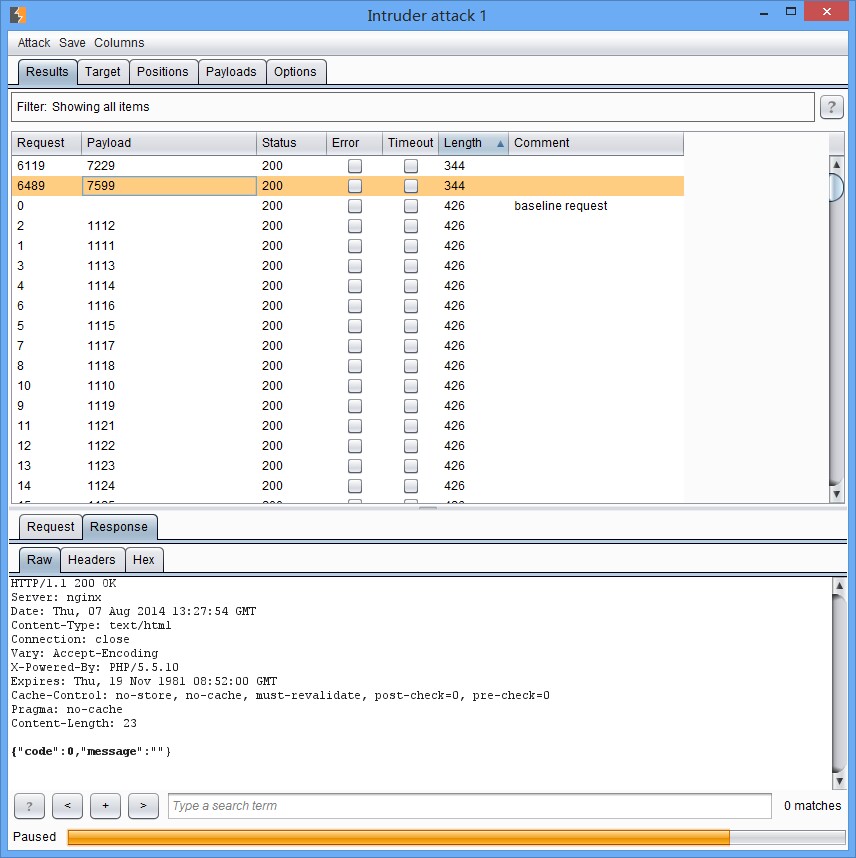 Intruder attack 1
Attack Save Columns
Results Target Positions Payloads Options
Filter: Showing all items ?
Request Payload Status Error Timeout Length Comment
6119 7229 200 344
6489 7599 200 344
0 200 426 baseline request
2 1112 200 426
1 1111 200 426
3 1113 200 426
4 1114 200 426
6 1116 200 426
5 1115 200 426
7 1117 200 426
8 1118 200 426
10 1110 200 426
9 1119 200 426
11 1121 200 426
12 1122 200 426
13 1123 200 426
14 1124 200 426
15 1125 200 426
Request Response
Raw Headers Hex
HTTP/1.1 200 OK
Server: nginx
Date: Thu, 07 Aug 2014 13:27:54 GMT
Content-Type: text/html
Connection: close
Vary: Accept-Encoding
X-Powered-By: PHP/5.5.10
Expires: Thu, 19 Nov 1981 08:52:00 GMT
Cache-Control: no-store, no-cache, must-revalidate, post-check=0, pre-check=0
Pragma: no-cache
Content-Length: 23
{"code":0,"message":""}
? < + > Type a search term 0 matches
Paused